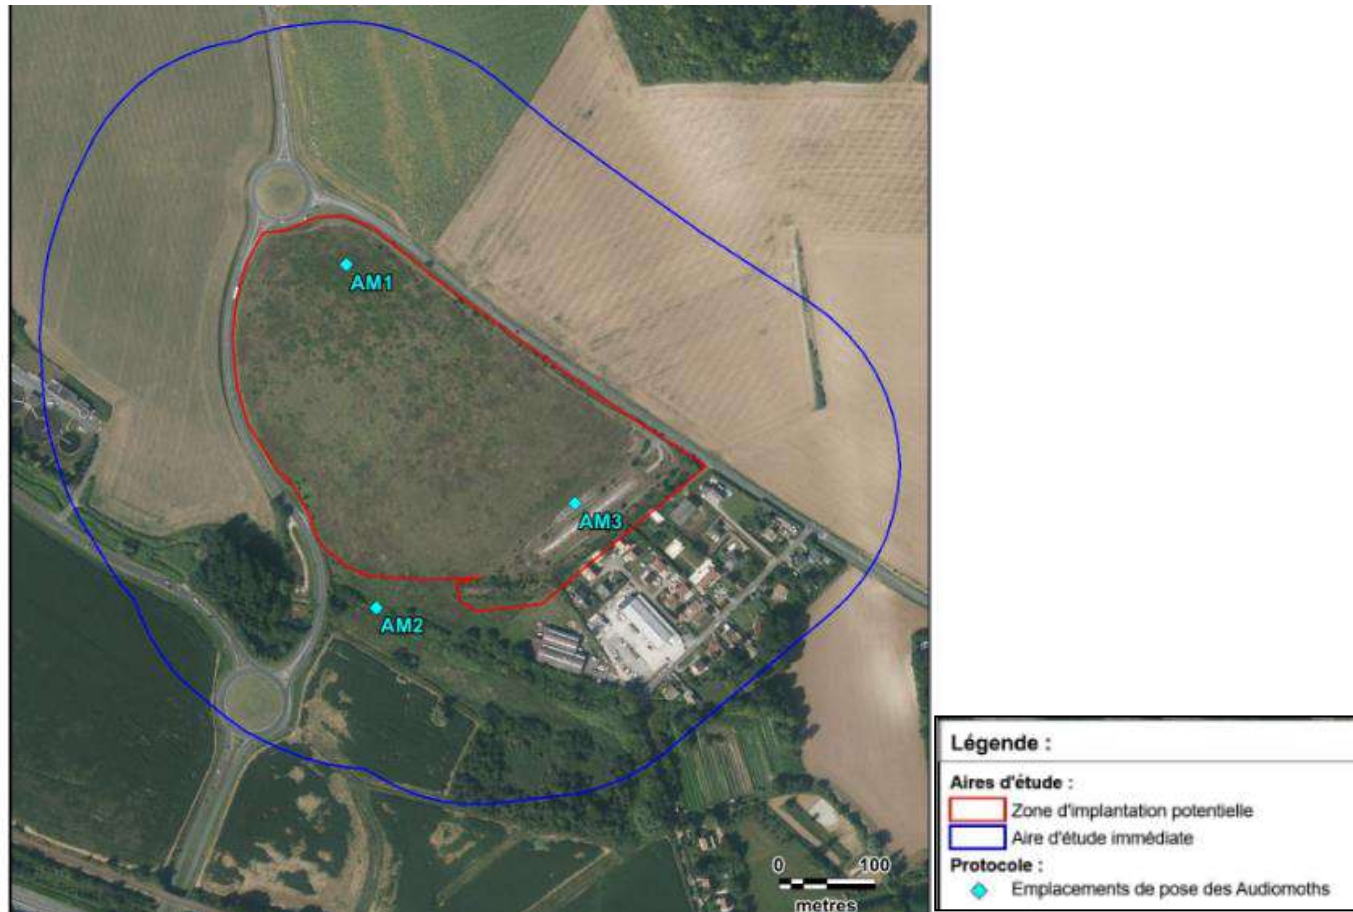 AM1
AM3
AM2
0 100
metres
Légende :
Aires d'étude :
Zone d'implantation potentielle
Aire d'étude immédiate
Protocole :
Emplacements de pose des Audiomoths